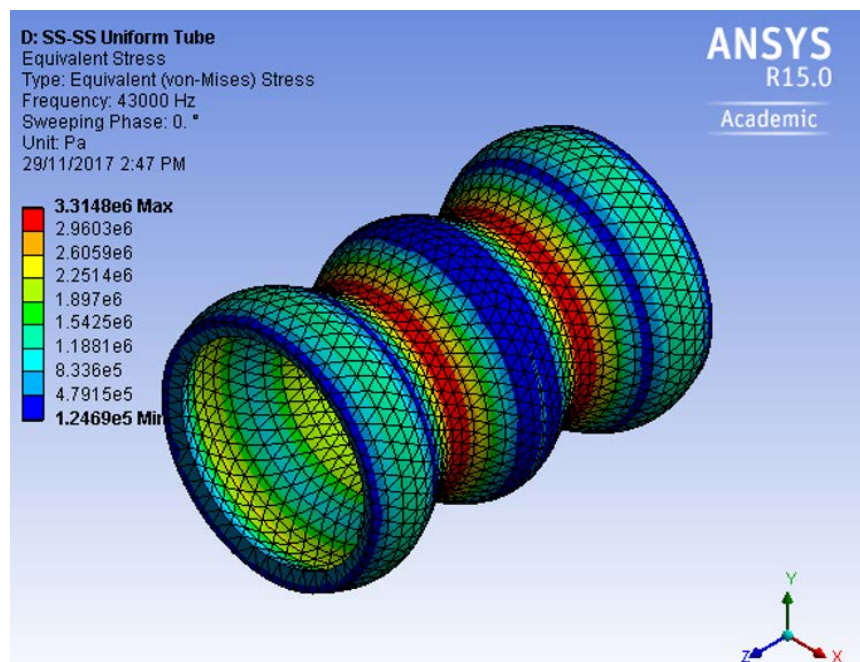 D: SS-SS Uniform Tube
Equivalent Stress
Type: Equivalent (von-Mises) Stress
Frequency: 43000 Hz
Sweeping Phase: 0. °
Unit: Pa
29/11/2017 2:47 PM
3.3148e6 Max
2.9603e6
2.6059e6
2.2514e6
1.897e6
1.5425e6
1.1881e6
8.336e5
4.7915e5
1.2469e5 Min
ANSYS
R15.0
Academic
Y
Z
X